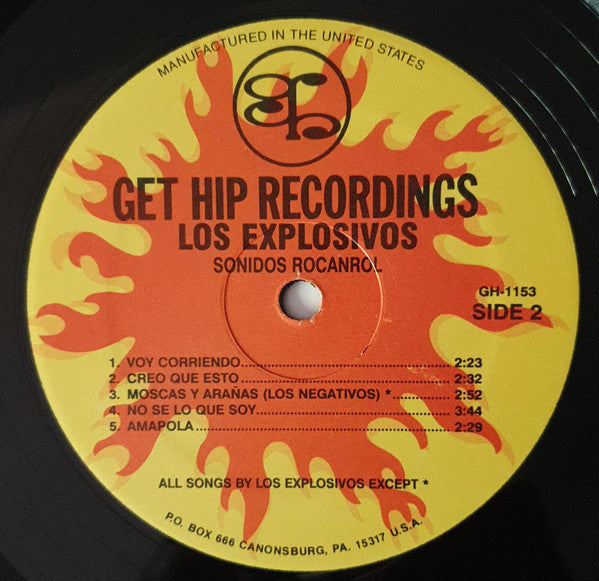 MANUFACTURED IN THE UNITED STATES
GET HIP RECORDINGS
LOS EXPLOSIVOS
SONIDOS ROCANROL
GH-1153
SIDE 2
1. VOY CORRIENDO 2:23
2. CREO QUE ESTO 2:32
3. MOSCAS Y ARAÑAS (LOS NEGATIVOS) * 2:52
4. NO SE LO QUE SOY 3:44
5. AMAPOLA 2:29
ALL SONGS BY LOS EXPLOSIVOS EXCEPT *
P.O. BOX 666 CANONSBURG, PA. 15317 U.S.A.